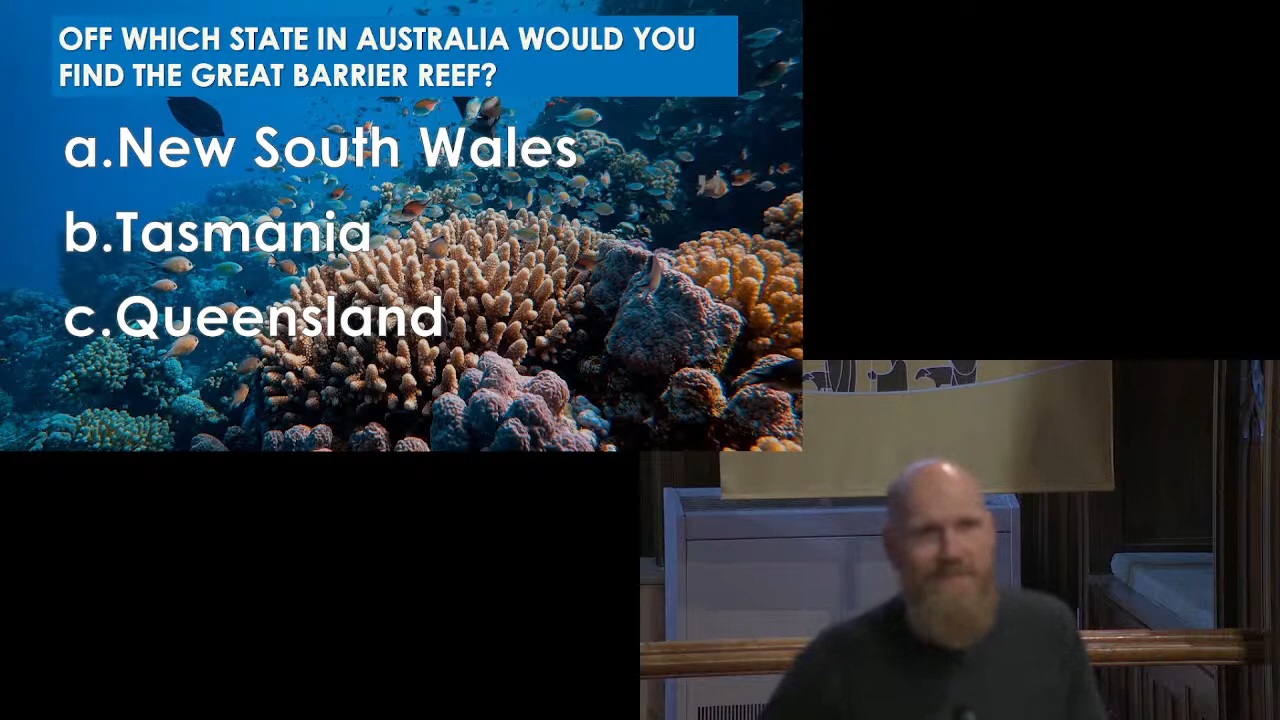 OFF WHICH STATE IN AUSTRALIA WOULD YOU
FIND THE GREAT BARRIER REEF?
a.New South Wales
b.Tasmania
c.Queensland